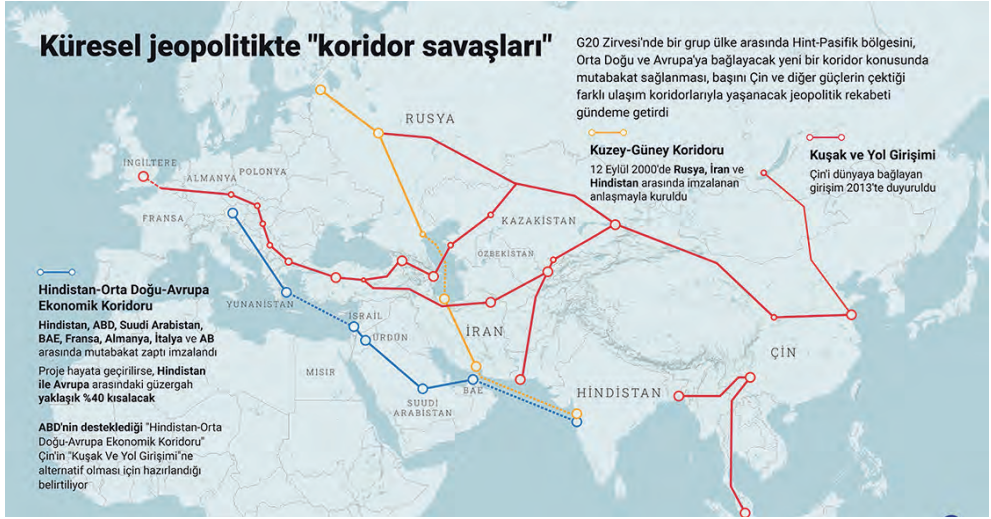 Küresel jeopolitikte "koridor savaşları"
G20 Zirvesi'nde bir grup ülke arasında Hint-Pasifik bölgesini,
Orta Doğu ve Avrupa'ya bağlayacak yeni bir koridor konusunda
mutabakat sağlanması, başını Çin ve diğer güçlerin çektiği
farklı ulaşım koridorlarıyla yaşanacak jeopolitik rekabeti
gündeme getirdi
Kuzey-Güney Koridoru
12 Eylül 2000'de Rusya, İran ve
Hindistan arasında imzalanan
anlaşmayla kuruldu
Kuşak ve Yol Girişimi
Çin'i dünyaya bağlayan
girişim 2013'te duyuruldu
RUSYA
İNGİLTERE
ALMANYA
POLONYA
FRANSA
KAZAKİSTAN
ÖZBEKİSTAN
Hindistan-Orta Doğu-Avrupa
Ekonomik Koridoru
Hindistan, ABD, Suudi Arabistan,
BAE, Fransa, Almanya, İtalya ve AB
arasında mutabakat zaptı imzalandı
Proje hayata geçirilirse, Hindistan
ile Avrupa arasındaki güzergah
yaklaşık %40 kısalacak
ABD'nin desteklediği "Hindistan-Orta
Doğu-Avrupa Ekonomik Koridoru"
Çin'in "Kuşak Ve Yol Girişimi"ne
alternatif olması için hazırlandığı
belirtiliyor
YUNANİSTAN
İSRAİL
ÜRDÜN
İRAN
MISIR
BAE
SUUDİ
ARABİSTAN
HİNDİSTAN
ÇİN